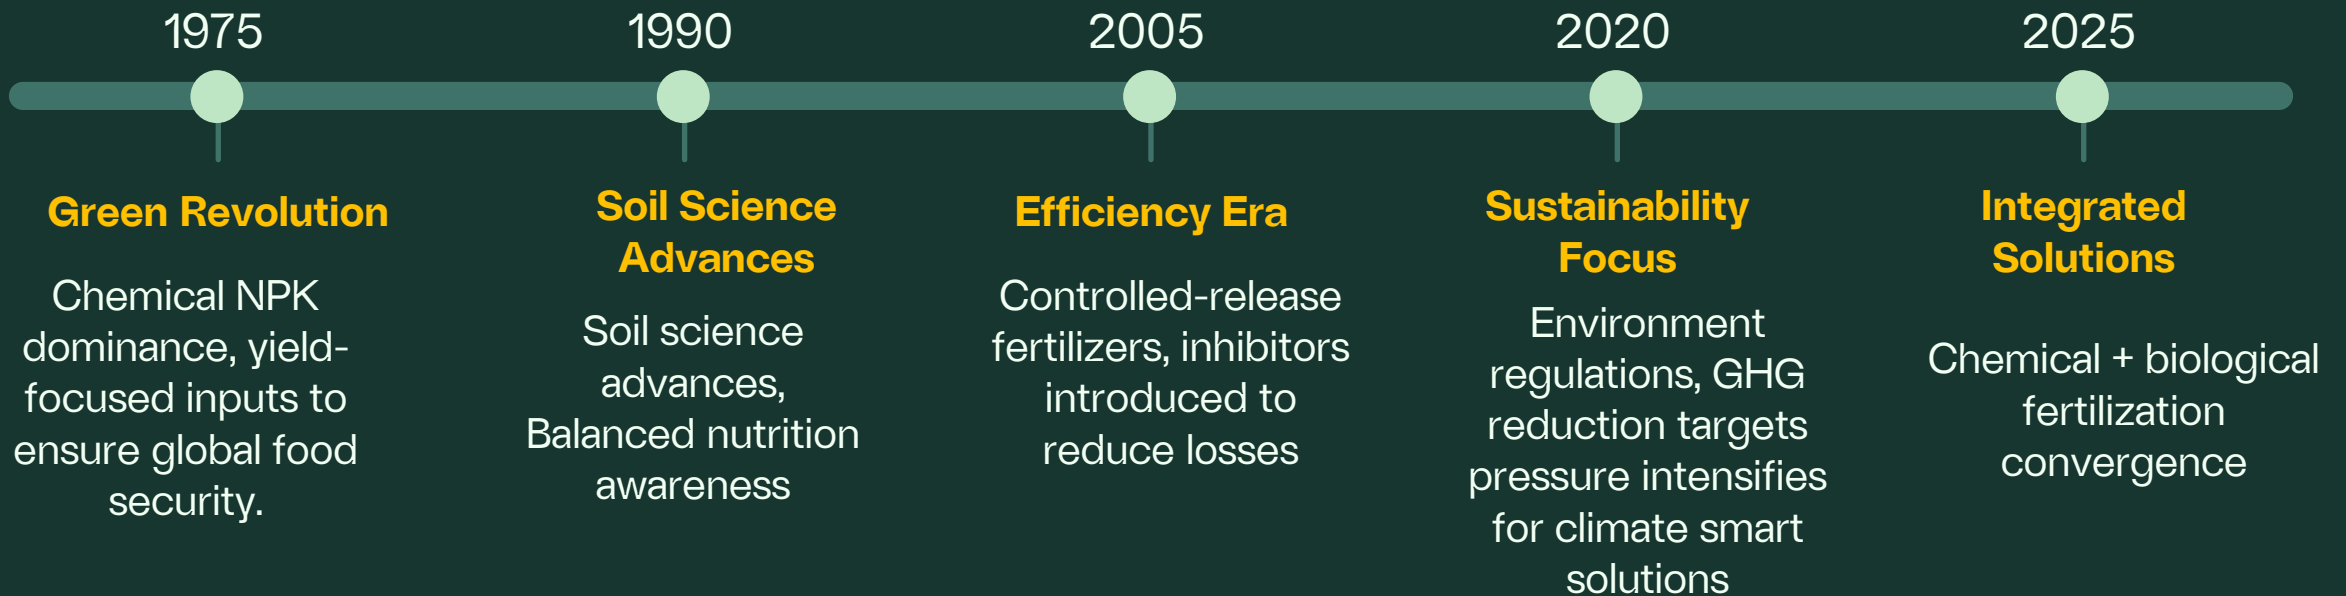 1975
Green Revolution
Chemical NPK
dominance, yield-
focused inputs to
ensure global food
security.
1990
Soil Science
Advances
Soil science
advances,
Balanced nutrition
awareness
2005
Efficiency Era
Controlled-release
fertilizers, inhibitors
introduced to
reduce losses
2020
Sustainability
Focus
Environment
regulations, GHG
reduction targets
pressure intensifies
for climate smart
solutions
2025
Integrated
Solutions
Chemical + biological
fertilization
convergence